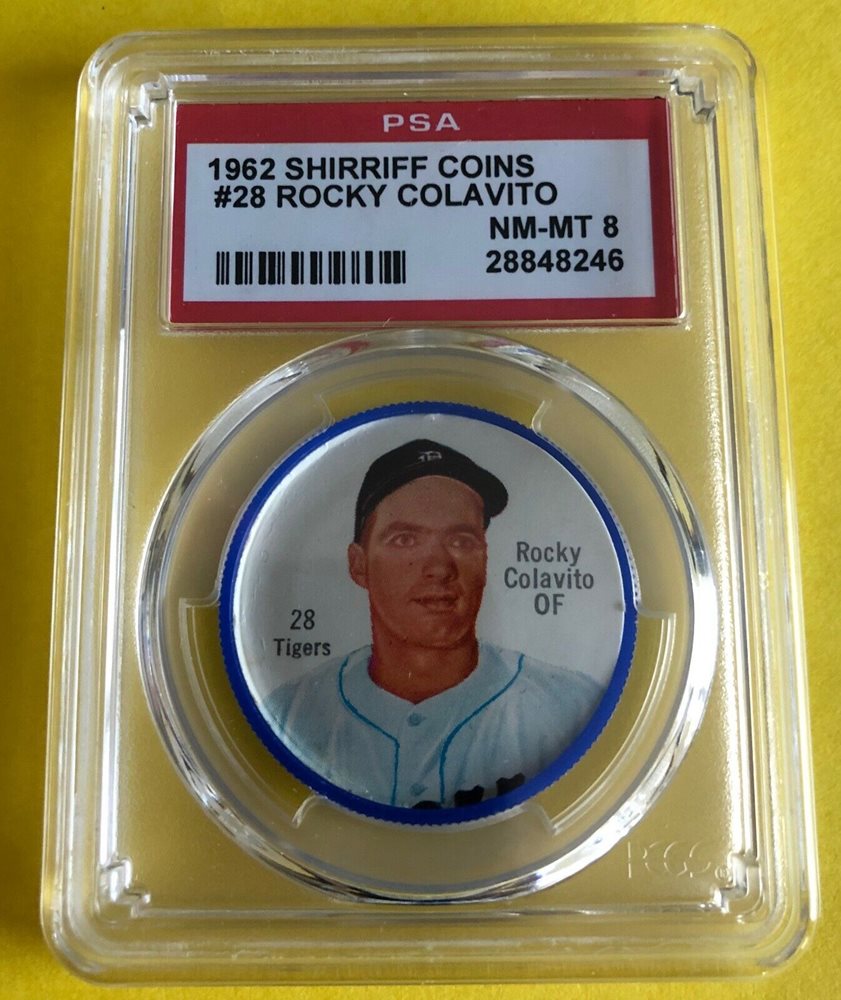 PSA
1962 SHIRRIFF COINS
#28 ROCKY COLAVITO
NM-MT 8
28848246
Rocky
Colavito
OF
28
Tigers
PCGS